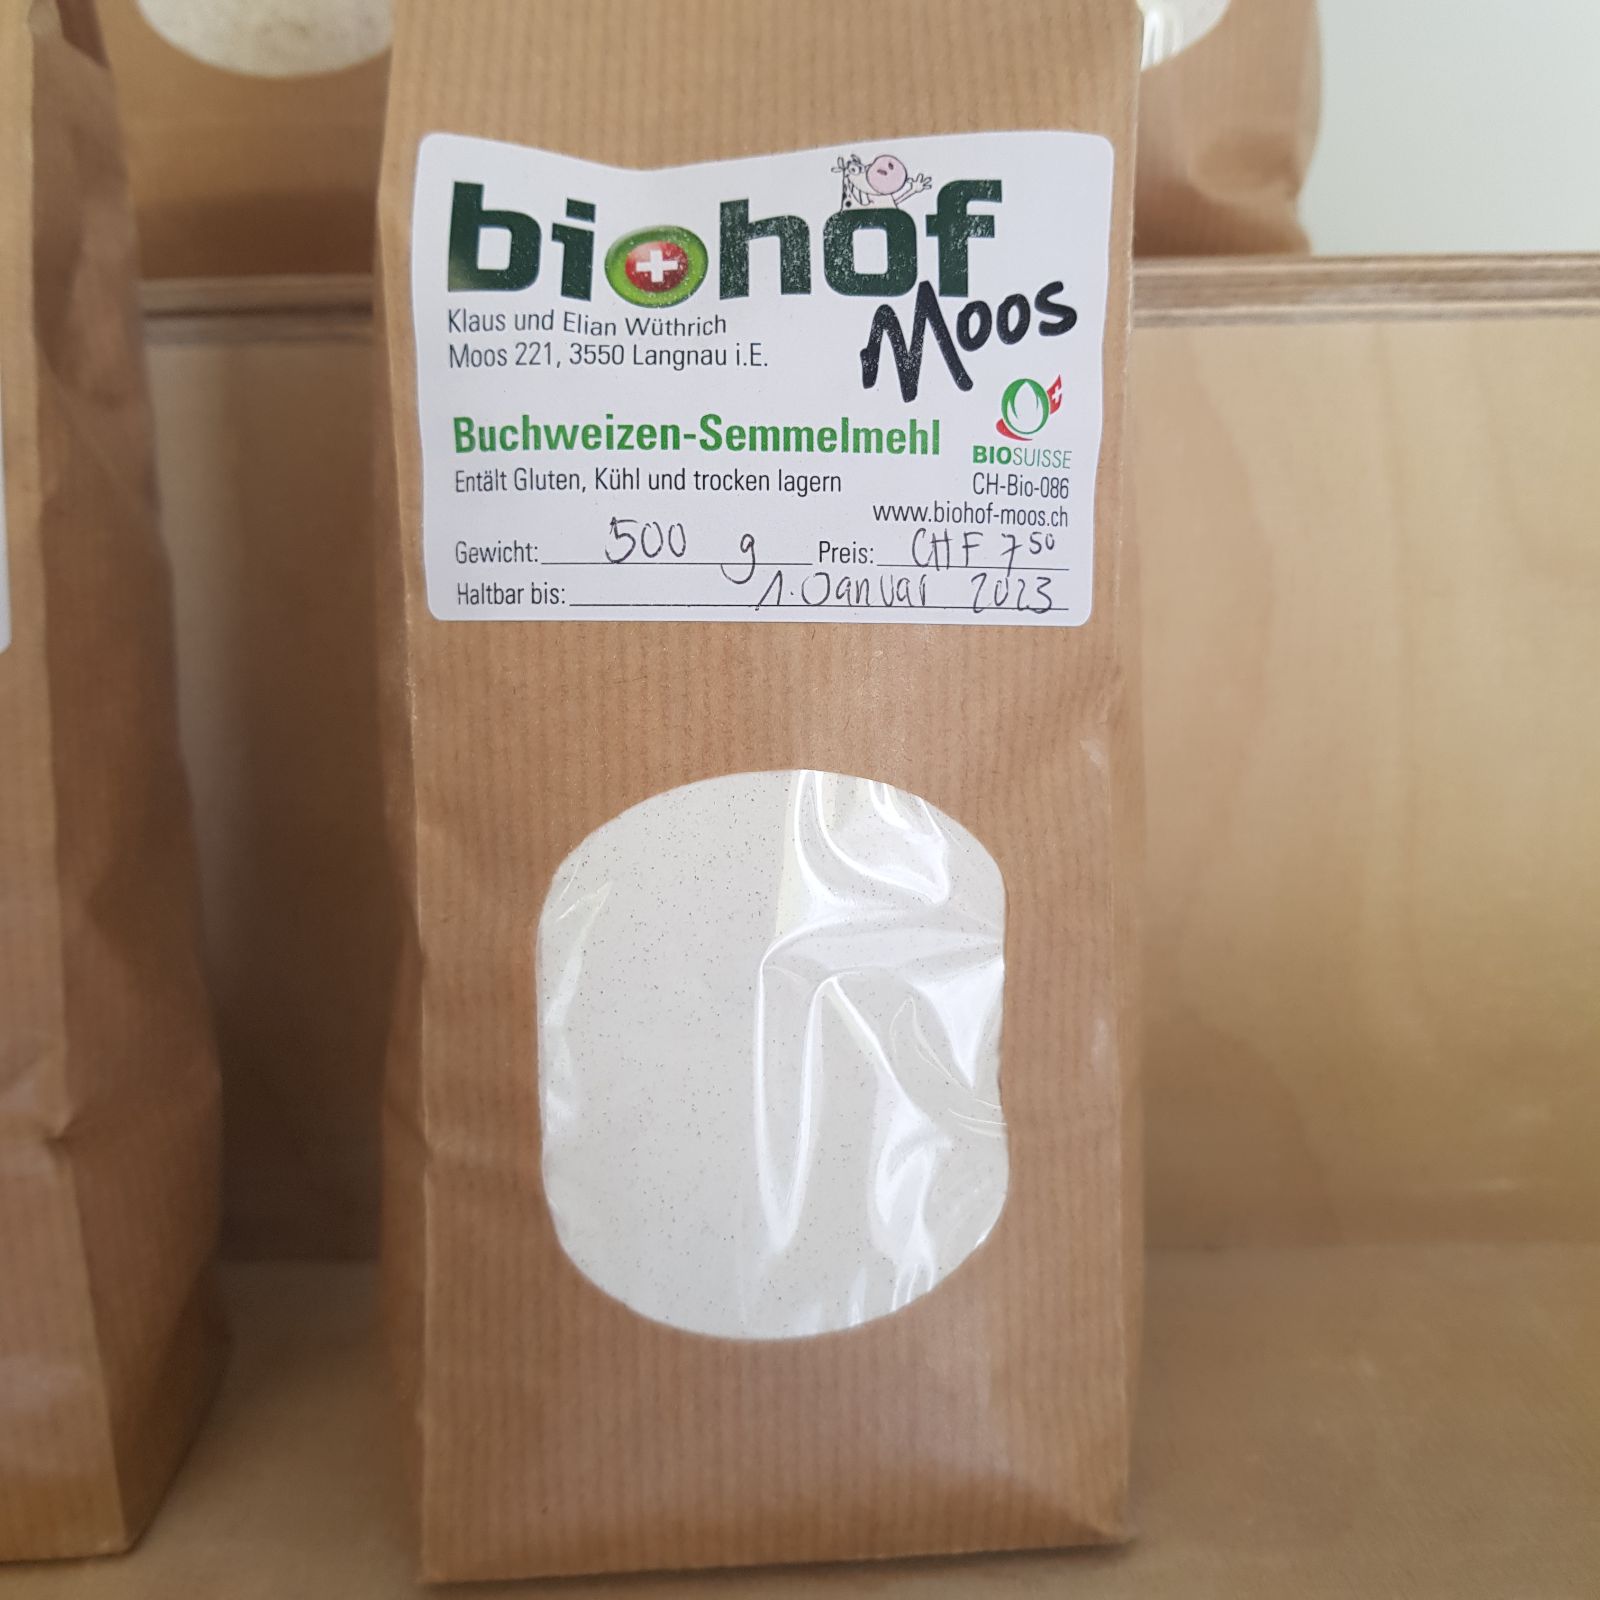 biohof
Moos
Klaus und Elian Wüthrich
Moos 221, 3550 Langnau i.E.
Buchweizen-Semmelmehl
BIOSUISSE
Entält Gluten, Kühl und trocken lagern
CH-Bio-086
www.biohof-moos.ch
Gewicht: 500 g Preis: CHF 7 50
Haltbar bis: 1. Januar 2023